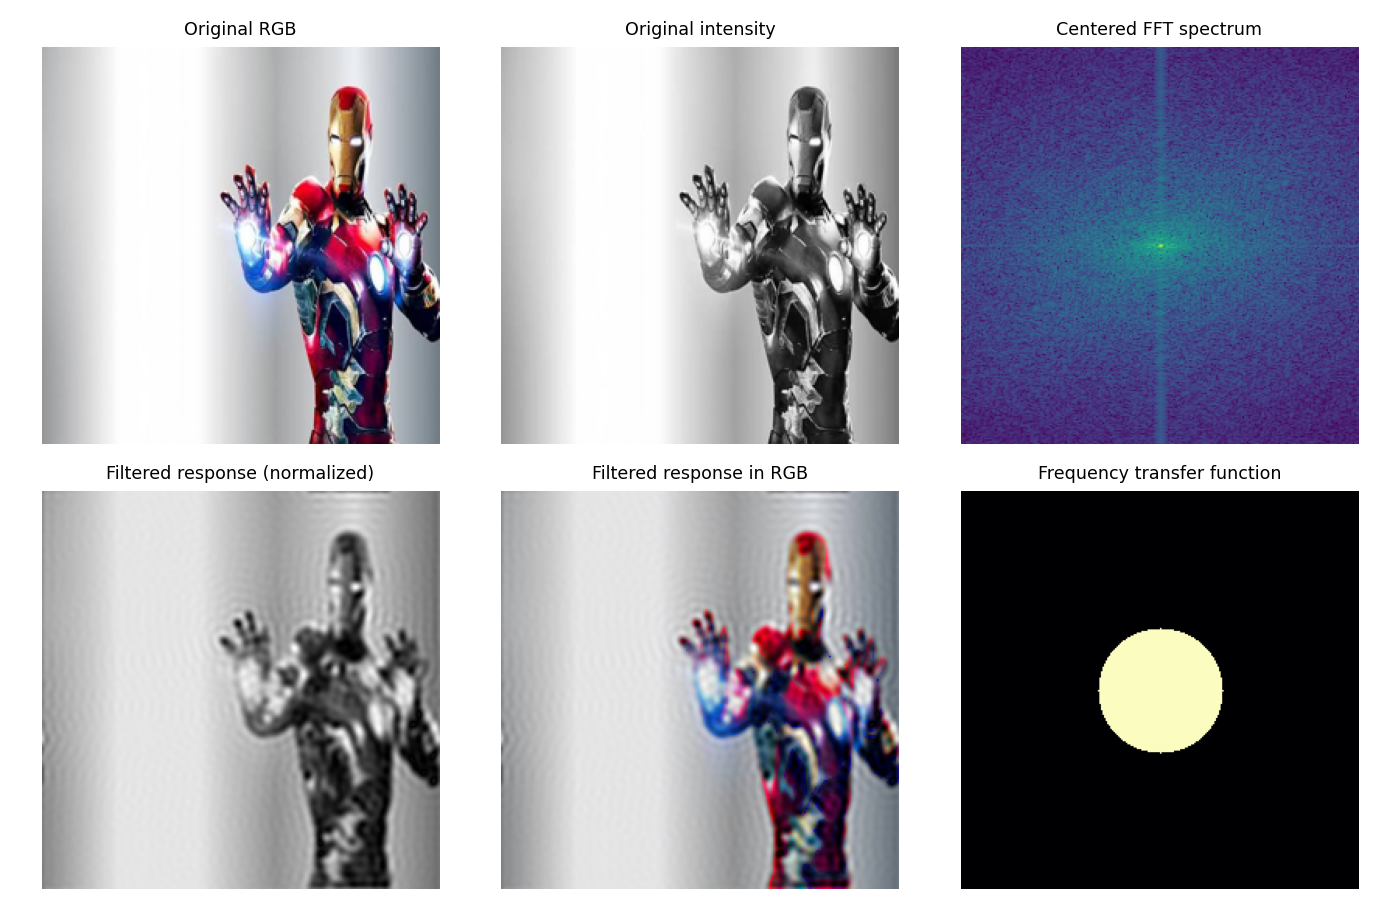 Original RGB
Original intensity
Centered FFT spectrum
Filtered response (normalized)
Filtered response in RGB
Frequency transfer function